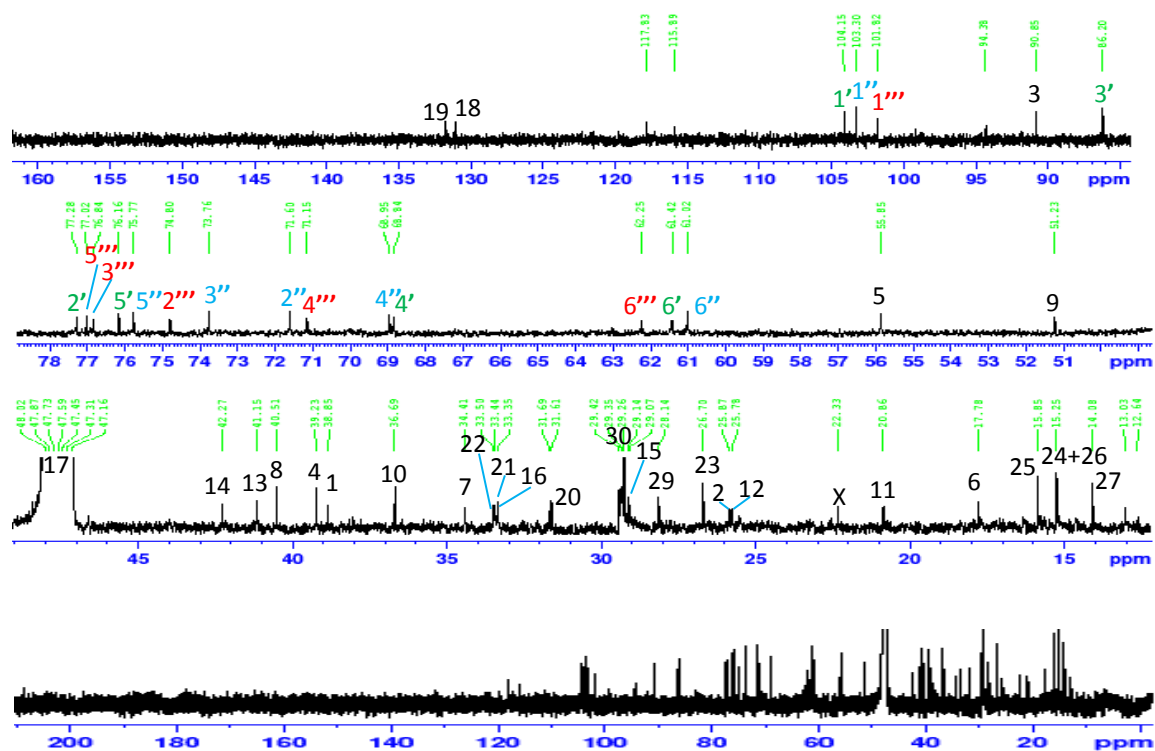 117.83 115.89 104.15 103.30 101.82 94.38 90.85 86.20
19 18 1' 1'' 1''' 3 3'
160 155 150 145 140 135 130 125 120 115 110 105 100 95 90 ppm
77.28 77.02 76.84 76.16 75.77 74.80 73.76 71.60 71.15 68.95 68.84 62.25 61.42 61.02 55.85 51.23
2' 5''' 3''' 5' 5'' 2''' 3'' 2'' 4''' 4'' 4' 6''' 6' 6'' 5 9
78 77 76 75 74 73 72 71 70 69 68 67 66 65 64 63 62 61 60 59 58 57 56 55 54 53 52 51 ppm
48.02 47.87 47.73 47.59 47.45 47.31 47.16 42.27 41.15 40.51 39.23 38.85 36.69 34.41 33.50 33.44 33.35 31.69 31.61 29.42 29.35 29.26 29.14 29.07 28.14 26.70 25.87 25.78 22.33 20.86 17.78 15.85 15.25 14.08 13.03 12.64
17 14 13 8 4 1 10 7 22 21 16 20 30 15 29 23 2 12 X 11 6 25 24+26 27
45 40 35 30 25 20 15 ppm
200 180 160 140 120 100 80 60 40 20 ppm